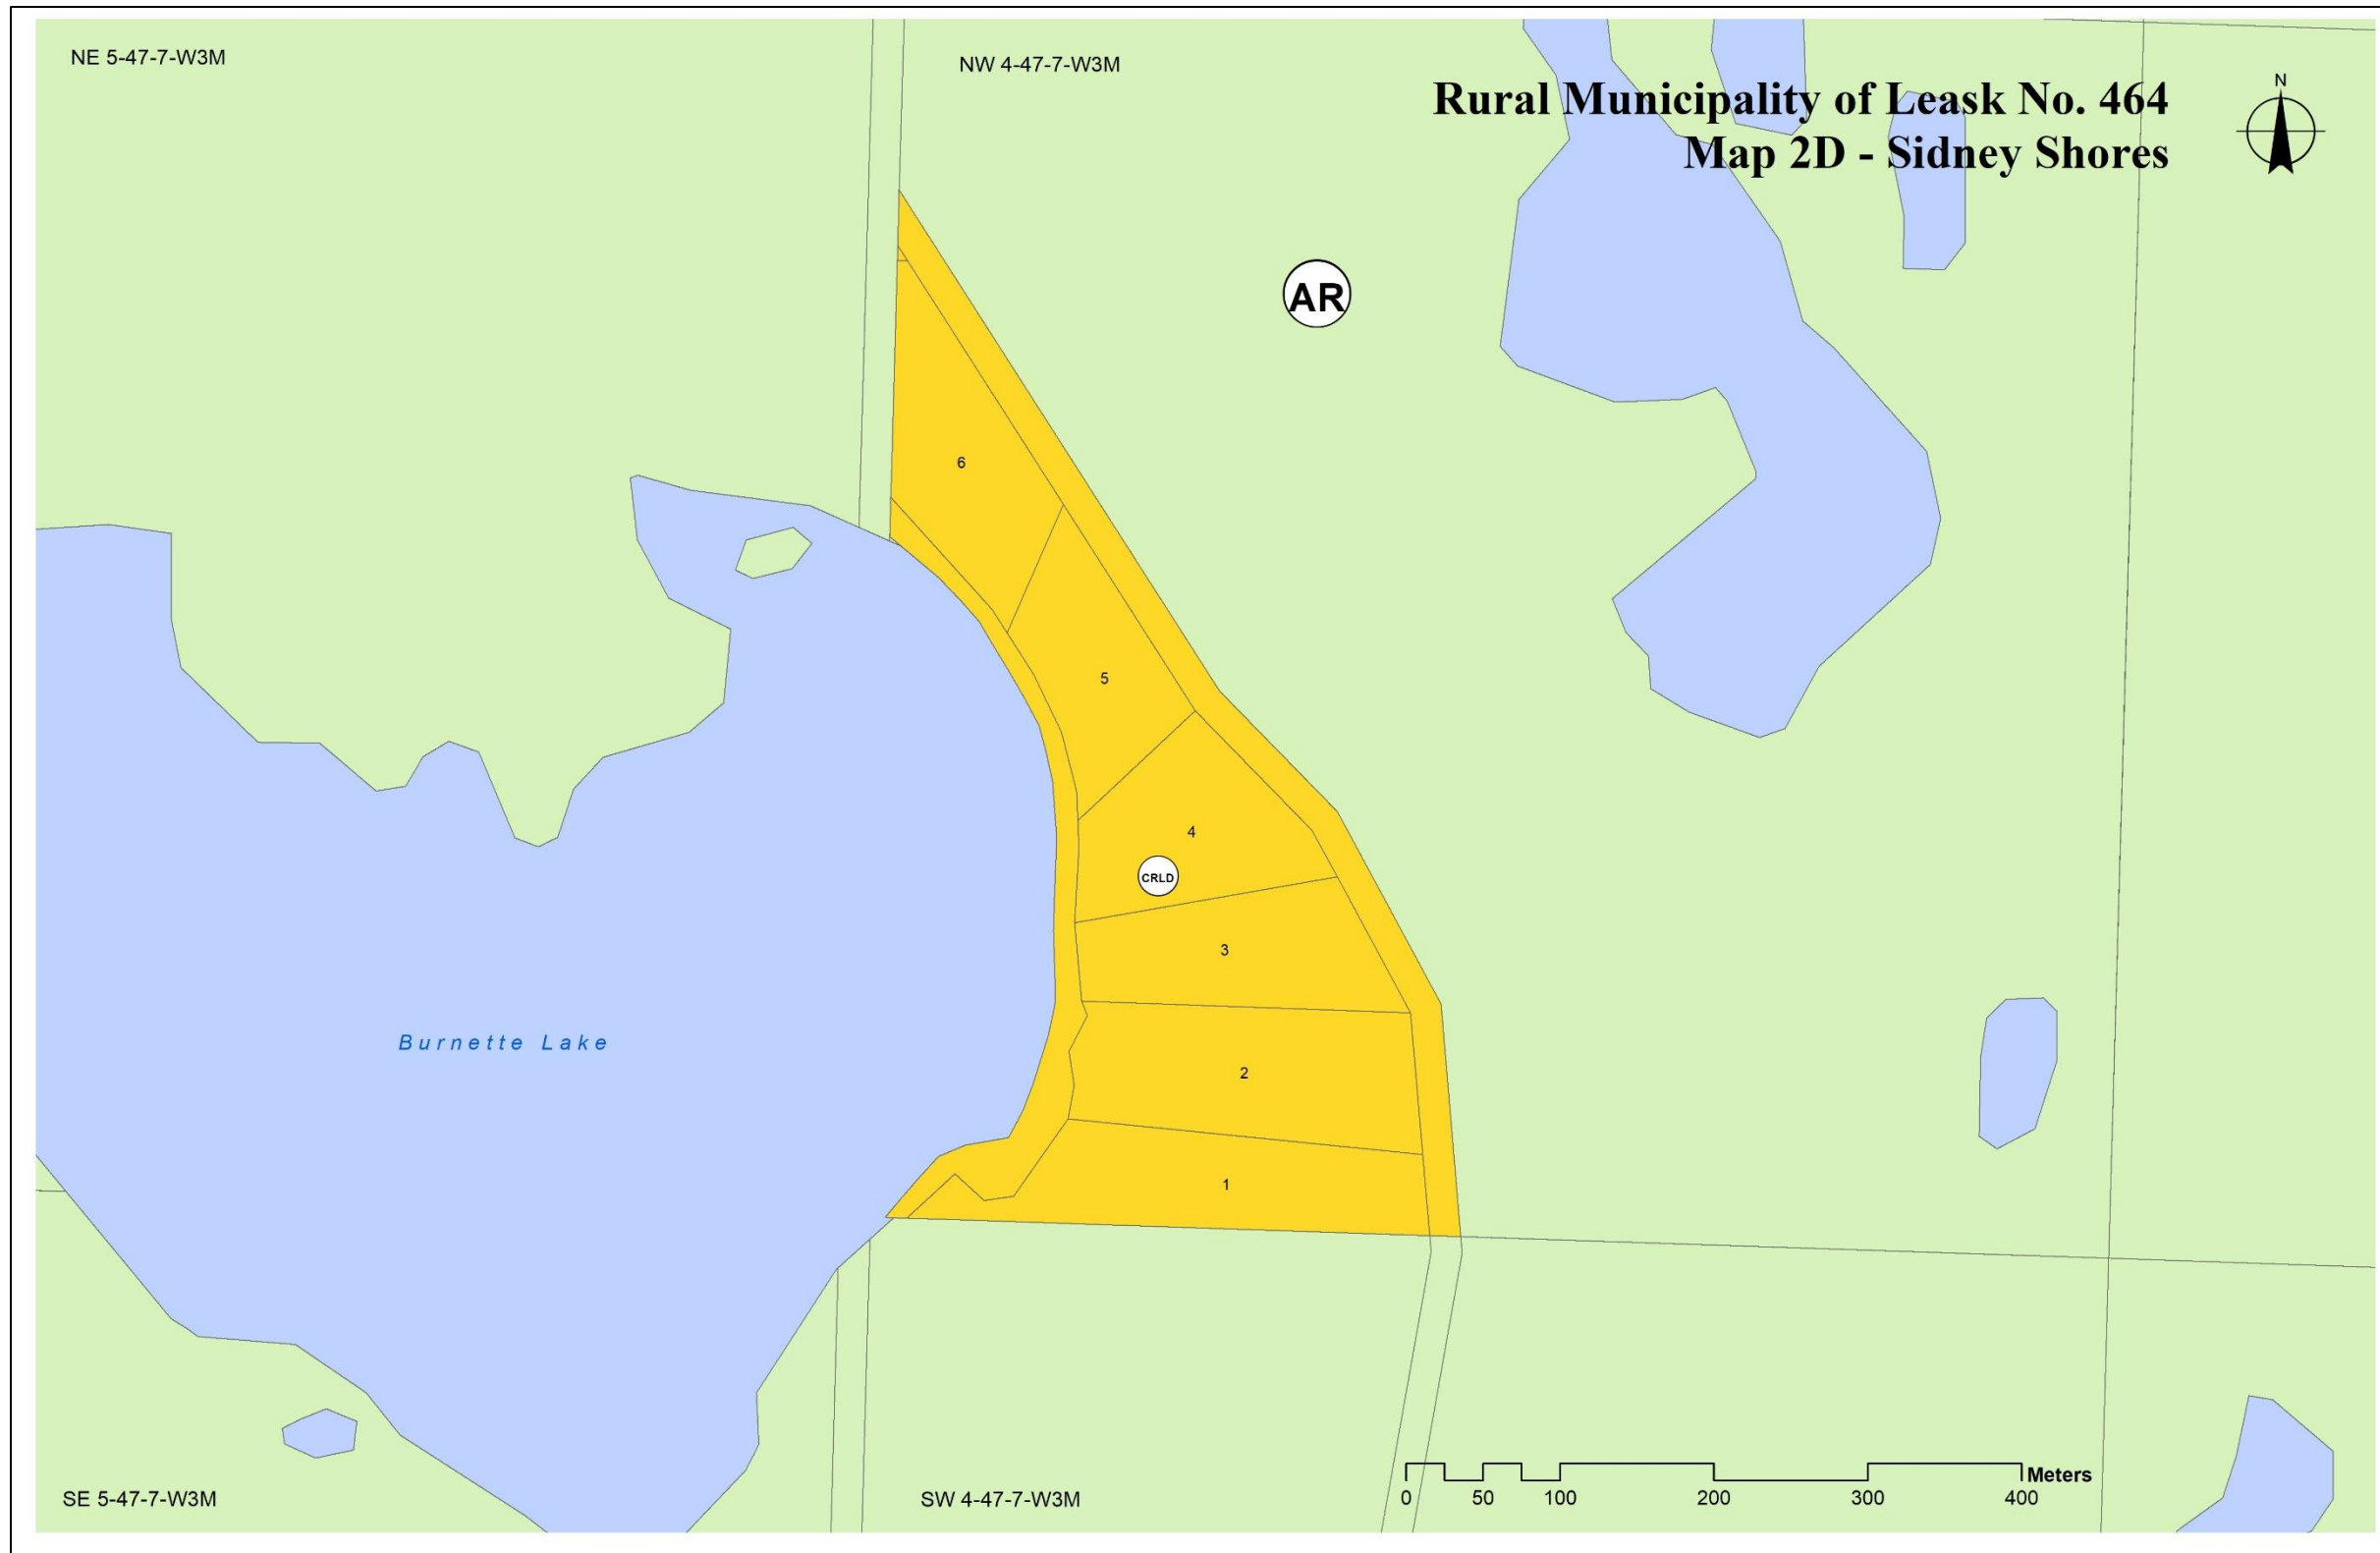 NE 5-47-7-W3M
NW 4-47-7-W3M
Rural Municipality of Leask No. 464
Map 2D - Sidney Shores
N
AR
6
5
4
CRLD
3
2
1
Burnette Lake
SE 5-47-7-W3M
SW 4-47-7-W3M
Meters
0 50 100 200 300 400